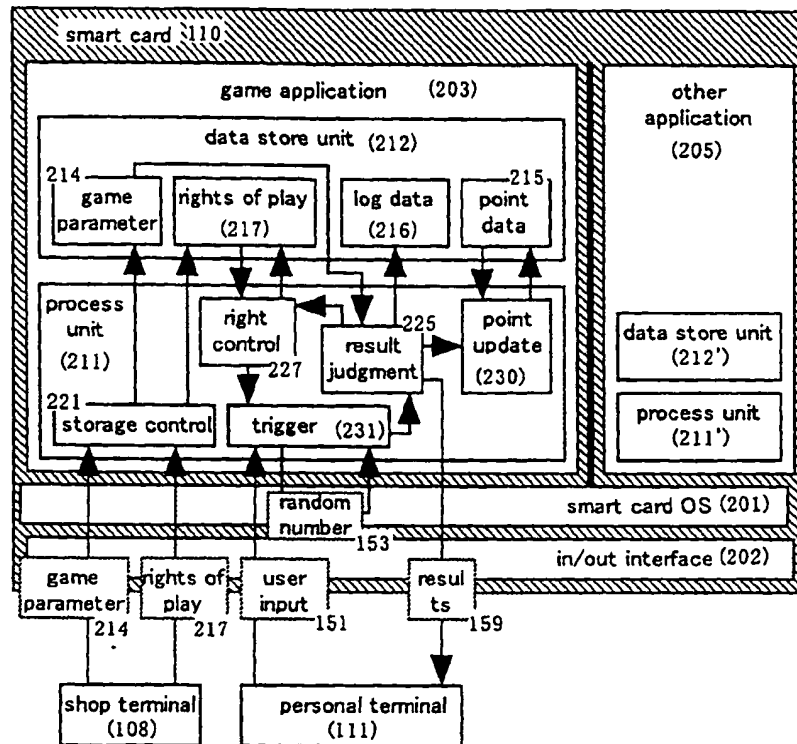 smart card 110
game application (203)
data store unit (212)
214
game
parameter
rights of play
(217)
log data
(216)
215
point
data
process
unit
(211)
right
control
227
225
result
judgment
point
update
(230)
221
storage control
trigger (231)
other
application
(205)
data store unit
(212')
process unit
(211')
random
number
153
smart card OS (201)
in/out interface (202)
game
parameter
214
rights of
play
217
user
input
151
resul
ts
159
shop terminal
(108)
personal terminal
(111)